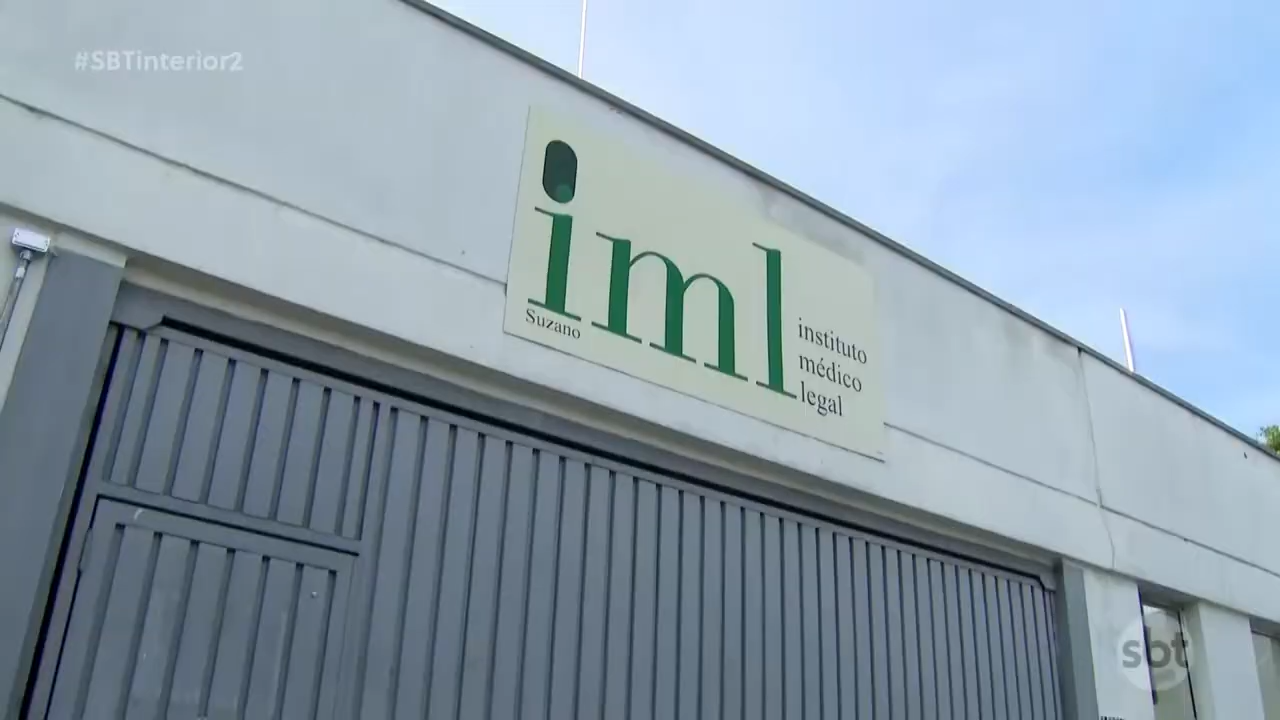 #SBTinterior2
iml
Suzano
instituto
médico
legal
sbt